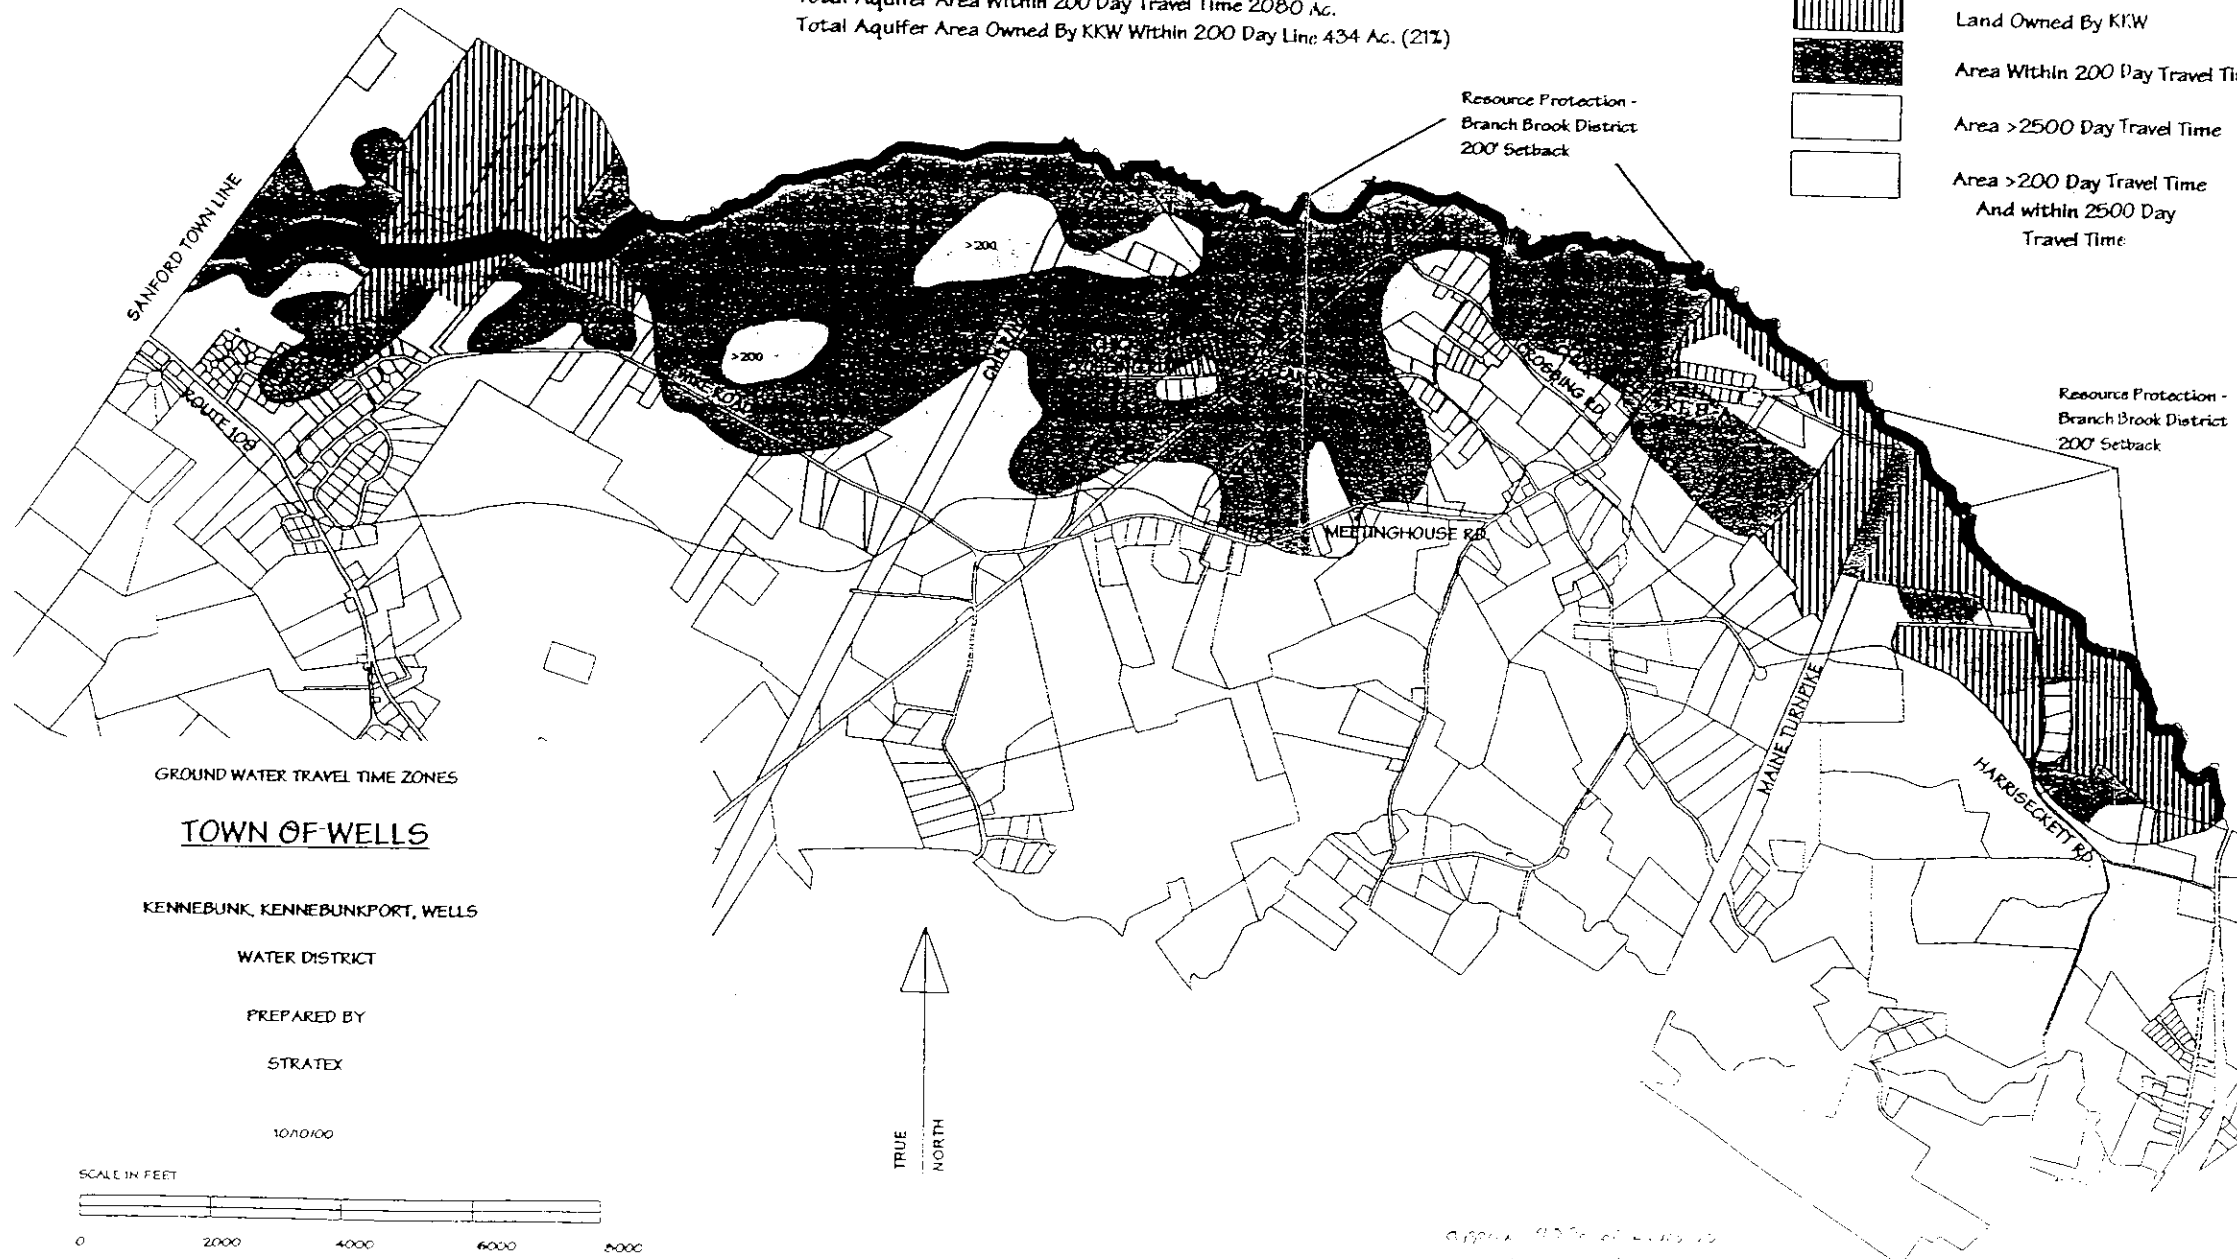 Total Aquifer Area Within 200 Day Travel Time 2080 Ac.
Total Aquifer Area Owned By KKW Within 200 Day Line 434 Ac. (21%)
Land Owned By KKW
Area Within 200 Day Travel Ti
Area >2500 Day Travel Time
Area >200 Day Travel Time
And within 2500 Day
Travel Time
Resource Protection -
Branch Brook District
200' Setback
Resource Protection -
Branch Brook District
200' Setback
SANFORD TOWN LINE
ROUTE 109
>200
>200
CROSSING RD.
MEETINGHOUSE RD.
MAINE TURNPIKE
HARRISECKETT RD.
GROUND WATER TRAVEL TIME ZONES
TOWN OF WELLS
KENNEBUNK, KENNEBUNKPORT, WELLS
WATER DISTRICT
PREPARED BY
STRATEX
10/10/00
SCALE IN FEET
0 2000 4000 6000 8000
TRUE
NORTH